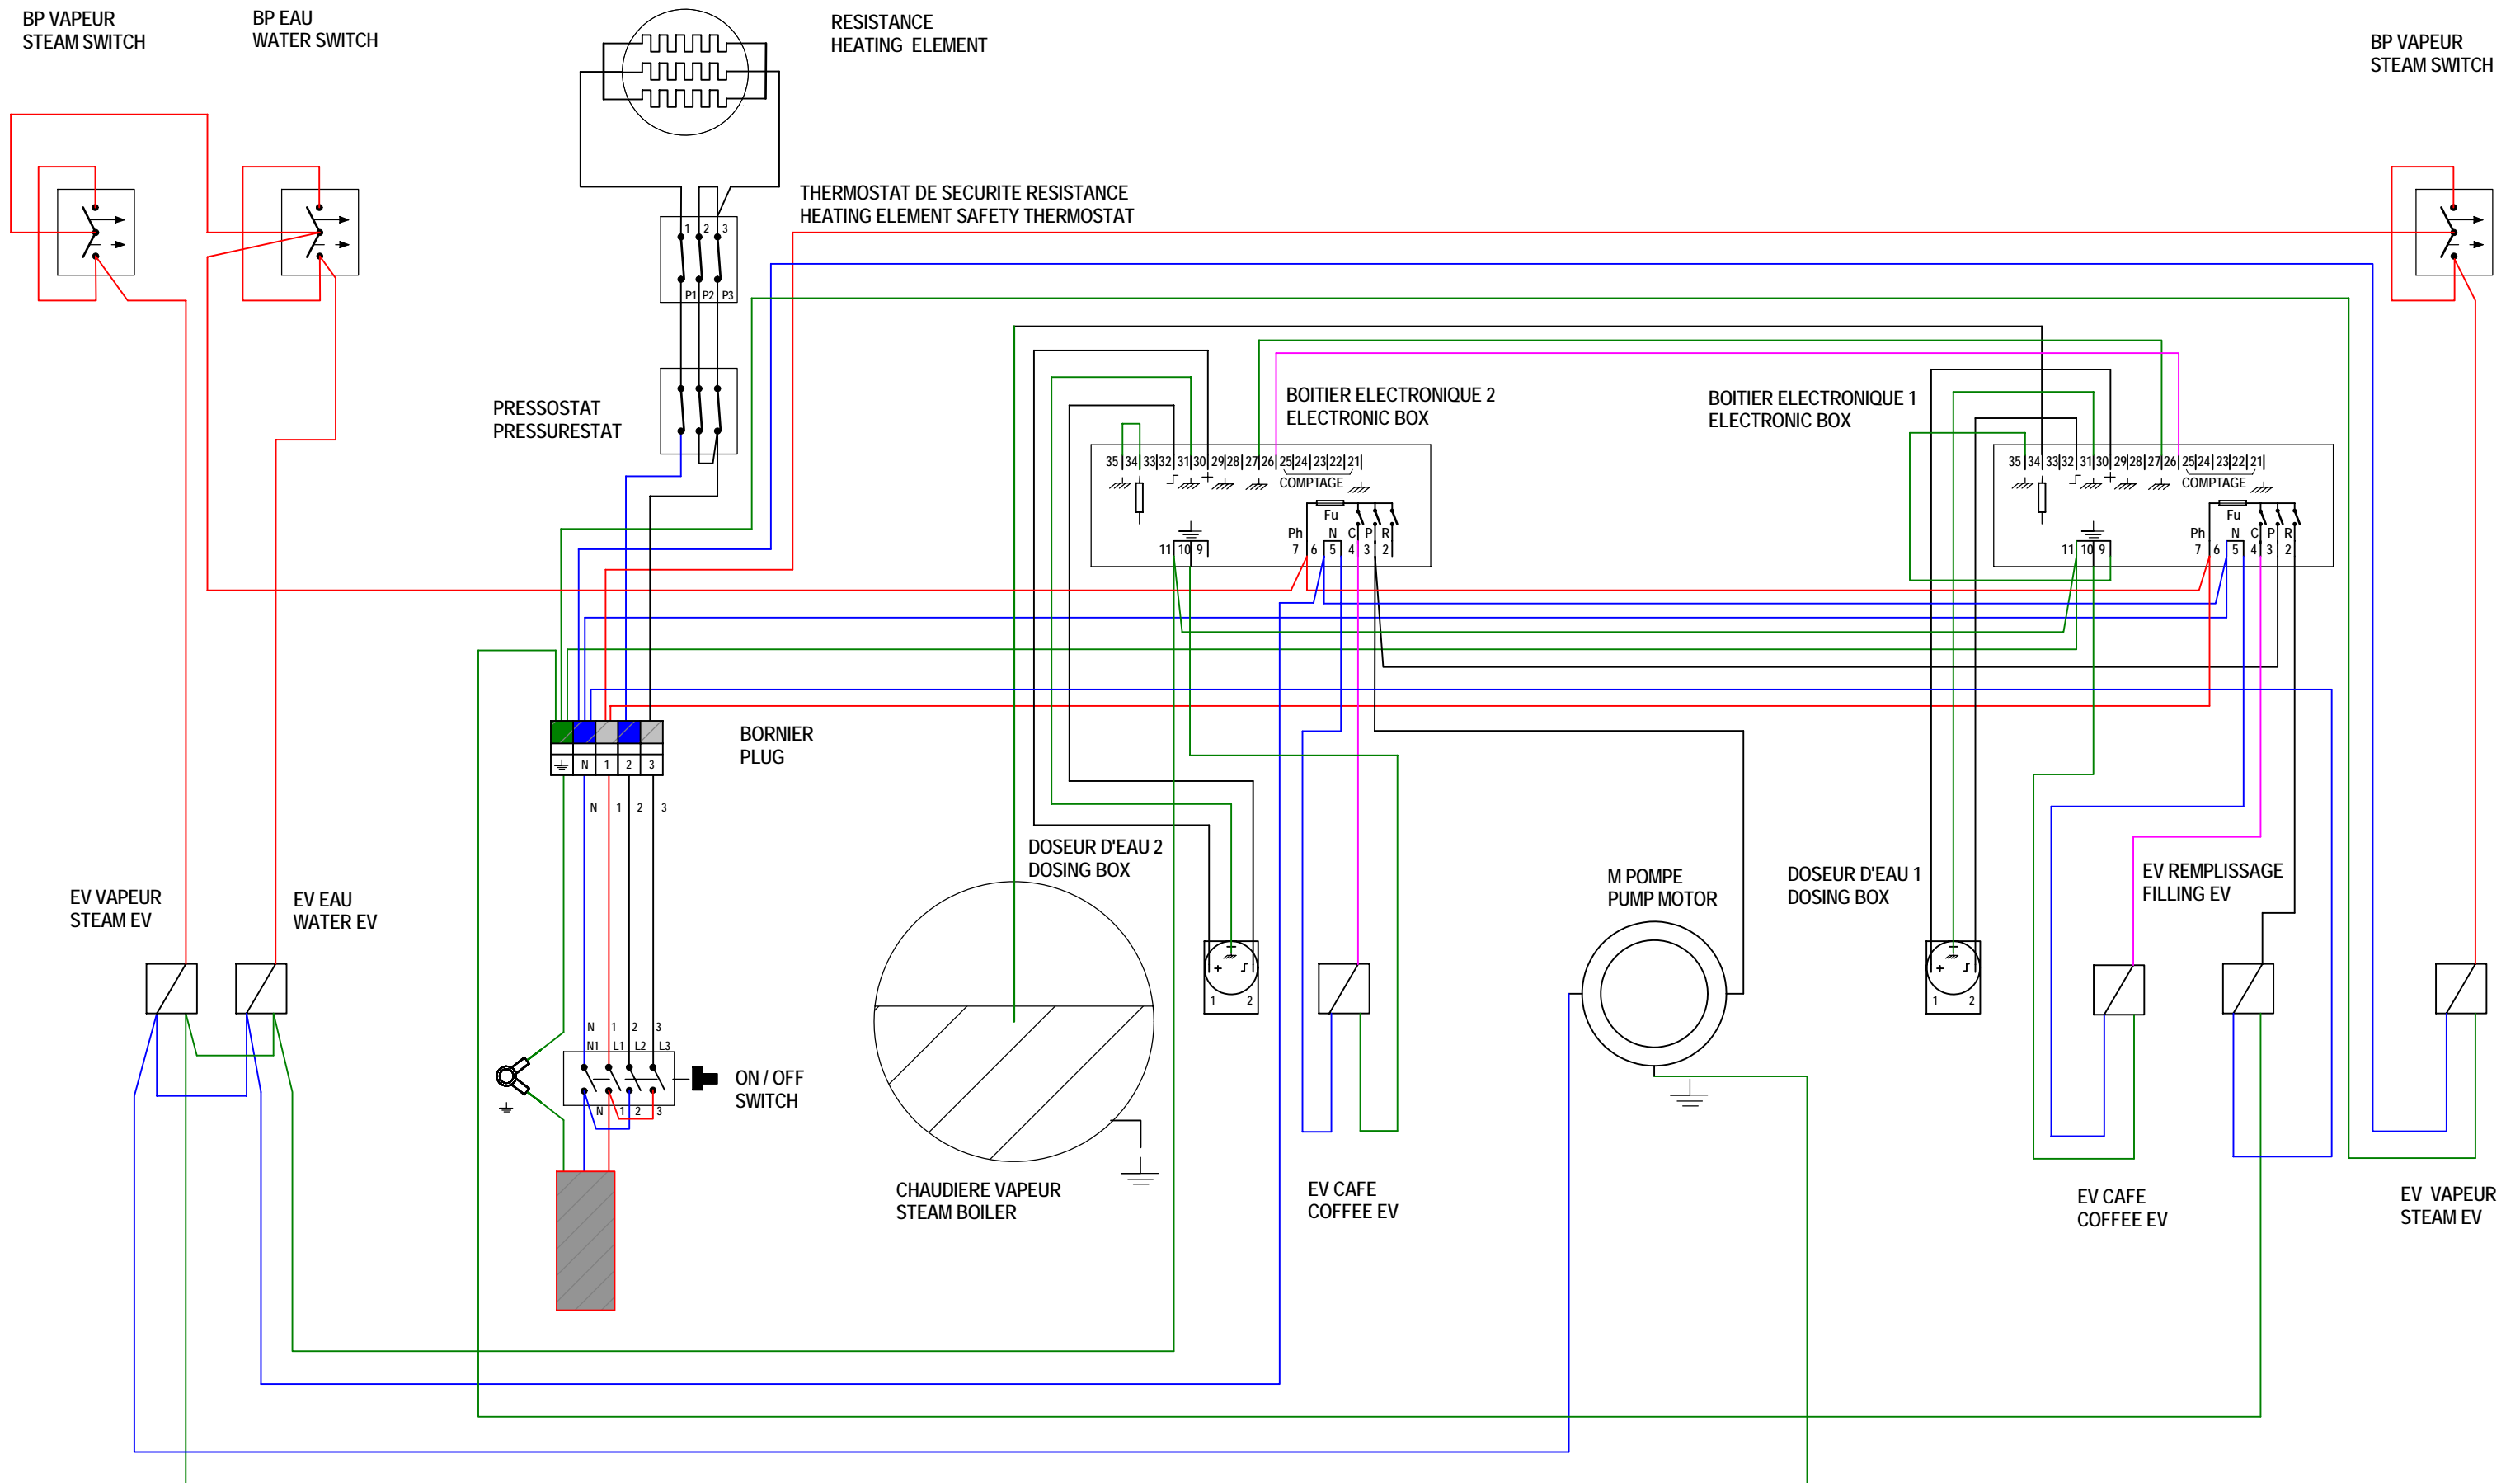 BP VAPEUR
STEAM SWITCH
BP EAU
WATER SWITCH
RESISTANCE
HEATING ELEMENT
BP VAPEUR
STEAM SWITCH
THERMOSTAT DE SECURITE RESISTANCE
HEATING ELEMENT SAFETY THERMOSTAT
1 2 3
P1 P2 P3
PRESSOSTAT
PRESSURESTAT
BOITIER ELECTRONIQUE 2
ELECTRONIC BOX
35 34 33 32 31 30 29 28 27 26 25 24 23 22 21
COMPTAGE
Fu
Ph N C P R
11 10 9 7 6 5 4 3 2
BOITIER ELECTRONIQUE 1
ELECTRONIC BOX
35 34 33 32 31 30 29 28 27 26 25 24 23 22 21
COMPTAGE
Fu
Ph N C P R
11 10 9 7 6 5 4 3 2
BORNIER
PLUG
N 1 2 3
N 1 2 3
DOSEUR D'EAU 2
DOSING BOX
+ -
1 2
M POMPE
PUMP MOTOR
DOSEUR D'EAU 1
DOSING BOX
+ -
1 2
EV REMPLISSAGE
FILLING EV
EV VAPEUR
STEAM EV
EV EAU
WATER EV
N 1 2 3
N1 L1 L2 L3
N 1 2 3
ON / OFF
SWITCH
CHAUDIERE VAPEUR
STEAM BOILER
EV CAFE
COFFEE EV
EV CAFE
COFFEE EV
EV VAPEUR
STEAM EV